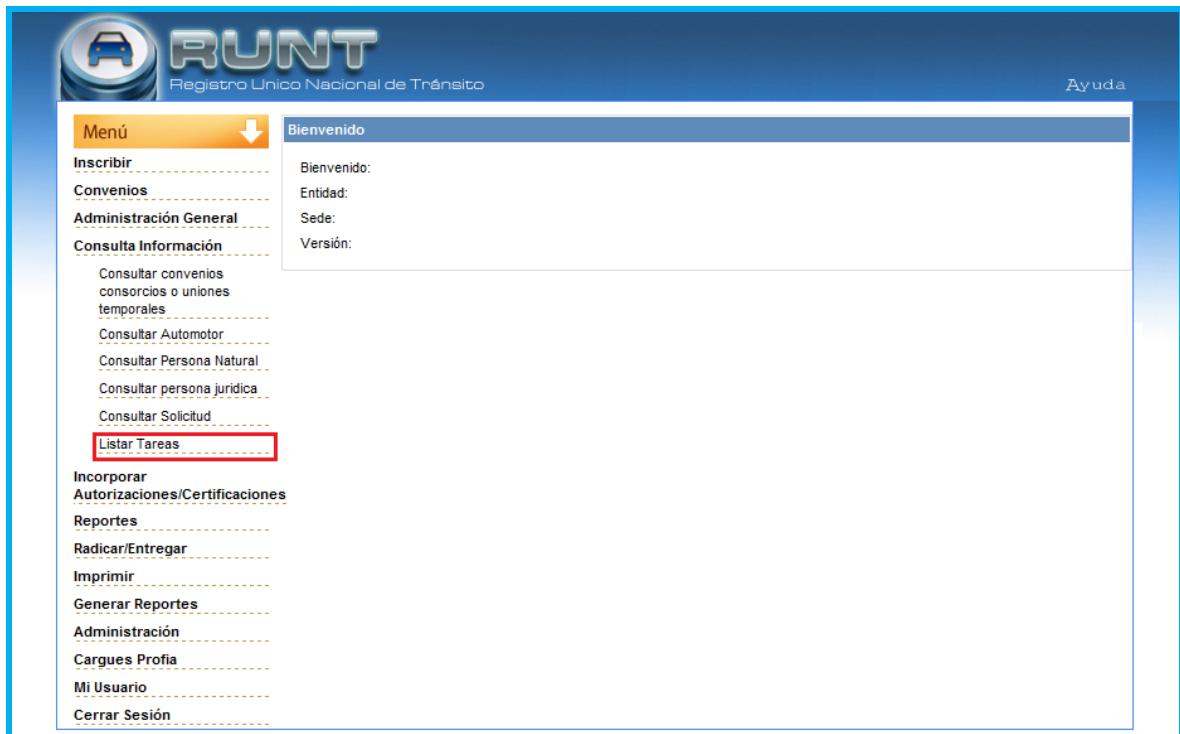 RUNT
Registro Unico Nacional de Tránsito
Ayuda
Menú
Inscribir
Convenios
Administración General
Consulta Información
Consultar convenios
consorcios o uniones
temporales
Consultar Automotor
Consultar Persona Natural
Consultar persona juridica
Consultar Solicitud
Listar Tareas
Incorporar
Autorizaciones/Certificaciones
Reportes
Radicar/Entregar
Imprimir
Generar Reportes
Administración
Cargues Profia
Mi Usuario
Cerrar Sesión
Bienvenido
Bienvenido:
Entidad:
Sede:
Versión: